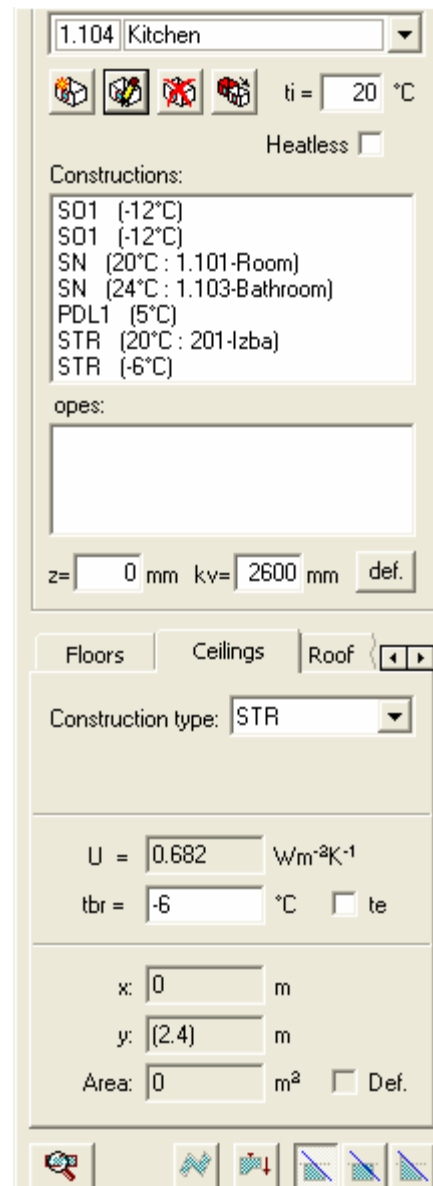 1.104 Kitchen
ti = 20 °C
Heatless
Constructions:
SO1 (-12°C)
SO1 (-12°C)
SN (20°C : 1.101-Room)
SN (24°C : 1.103-Bathroom)
PDL1 (5°C)
STR (20°C : 201-Izba)
STR (-6°C)
opes:
z= 0 mm kv= 2600 mm def.
Floors Ceilings Roof
Construction type: STR
U = 0.682 Wm⁻²K⁻¹
tbr = -6 °C te
x: 0 m
y: (2.4) m
Area: 0 m² Def.